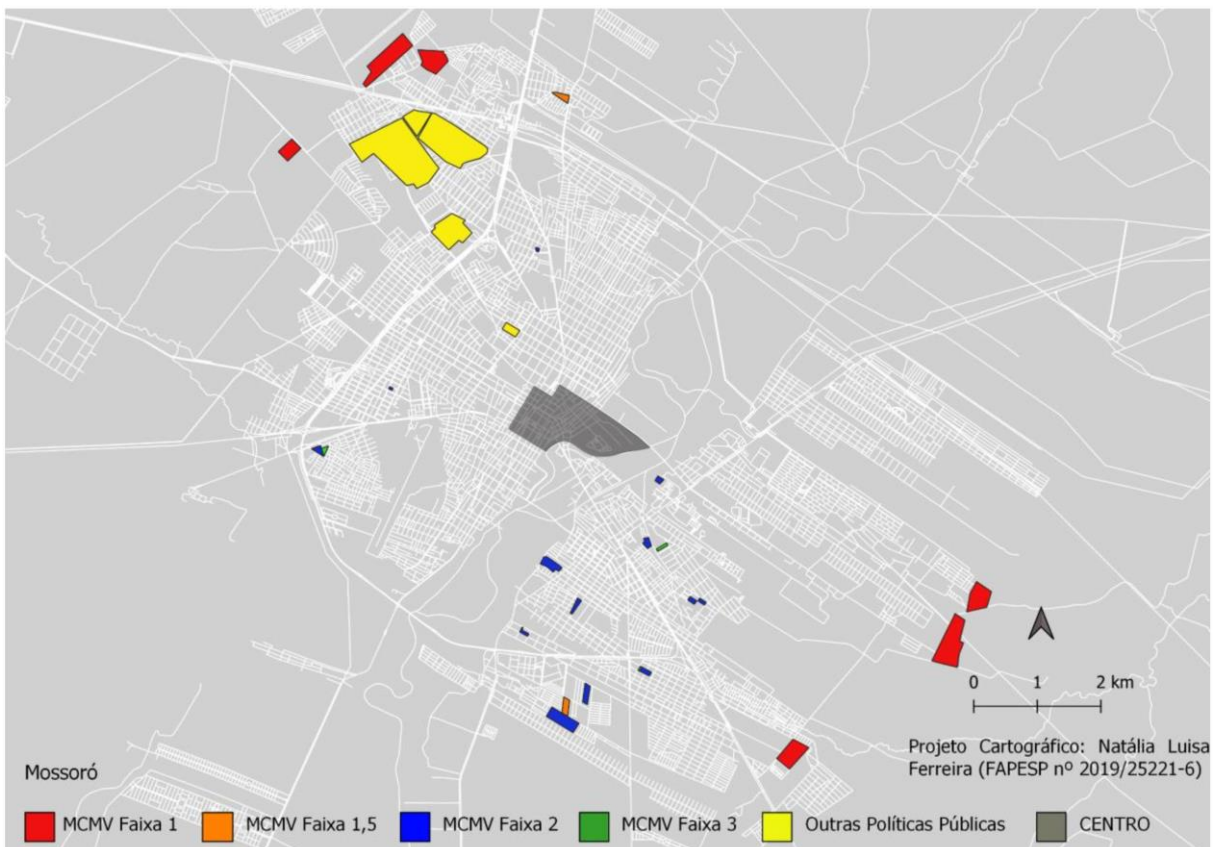 0 1 2 km
Projeto Cartográfico: Natália Luisa
Ferreira (FAPESP nº 2019/25221-6)
Mossoró
MCMV Faixa 1 MCMV Faixa 1,5 MCMV Faixa 2 MCMV Faixa 3 Outras Políticas Públicas CENTRO